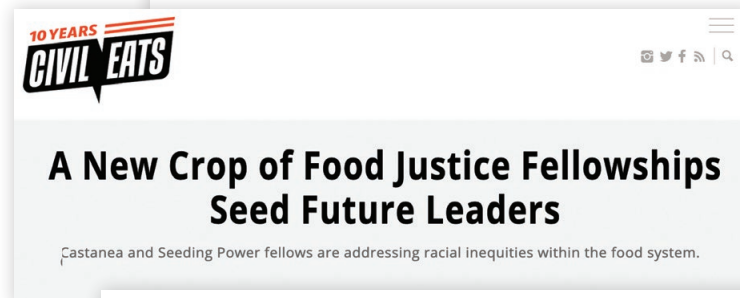 10 YEARS
CIVIL EATS
A New Crop of Food Justice Fellowships
Seed Future Leaders
Castanea and Seeding Power fellows are addressing racial inequities within the food system.